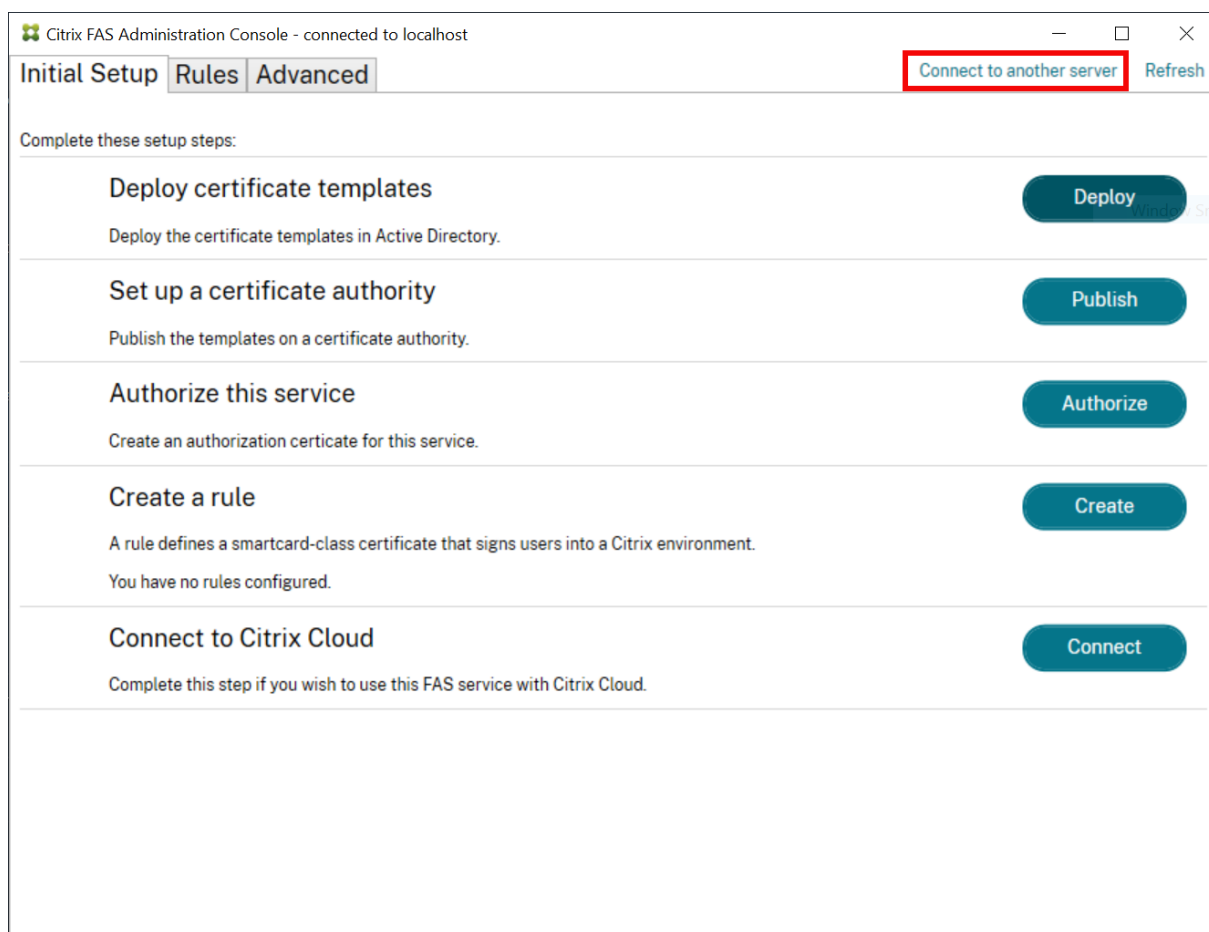 Citrix FAS Administration Console - connected to localhost
Initial Setup Rules Advanced Connect to another server Refresh
Complete these setup steps:
Deploy certificate templates
Deploy
Deploy the certificate templates in Active Directory.
Set up a certificate authority
Publish
Publish the templates on a certificate authority.
Authorize this service
Authorize
Create an authorization certicate for this service.
Create a rule
Create
A rule defines a smartcard-class certificate that signs users into a Citrix environment.
You have no rules configured.
Connect to Citrix Cloud
Connect
Complete this step if you wish to use this FAS service with Citrix Cloud.